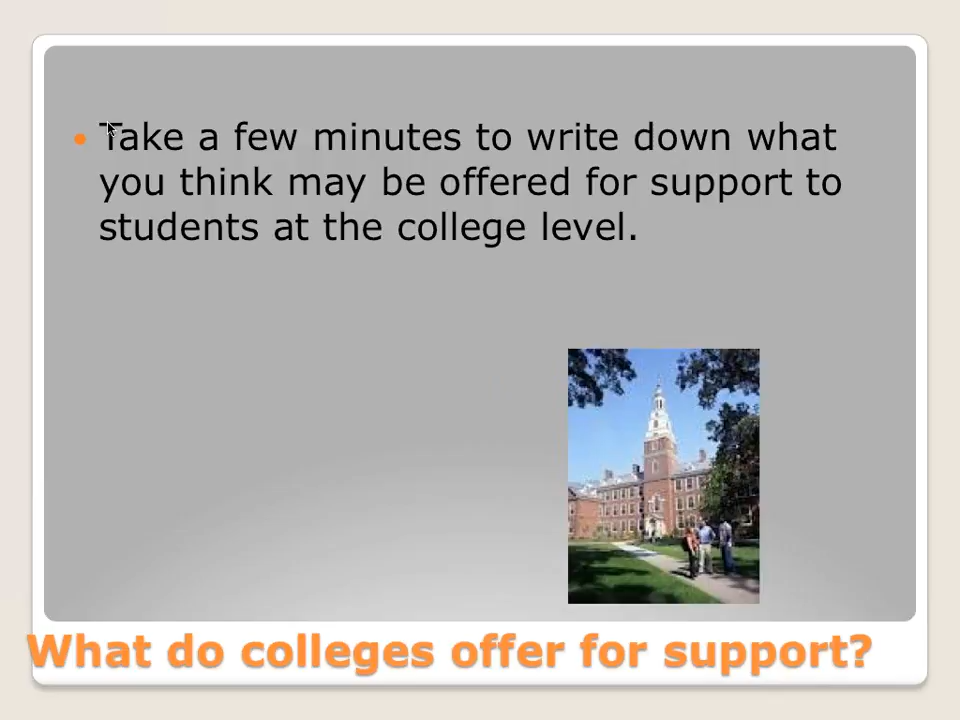 Take a few minutes to write down what
you think may be offered for support to
students at the college level.
What do colleges offer for support?